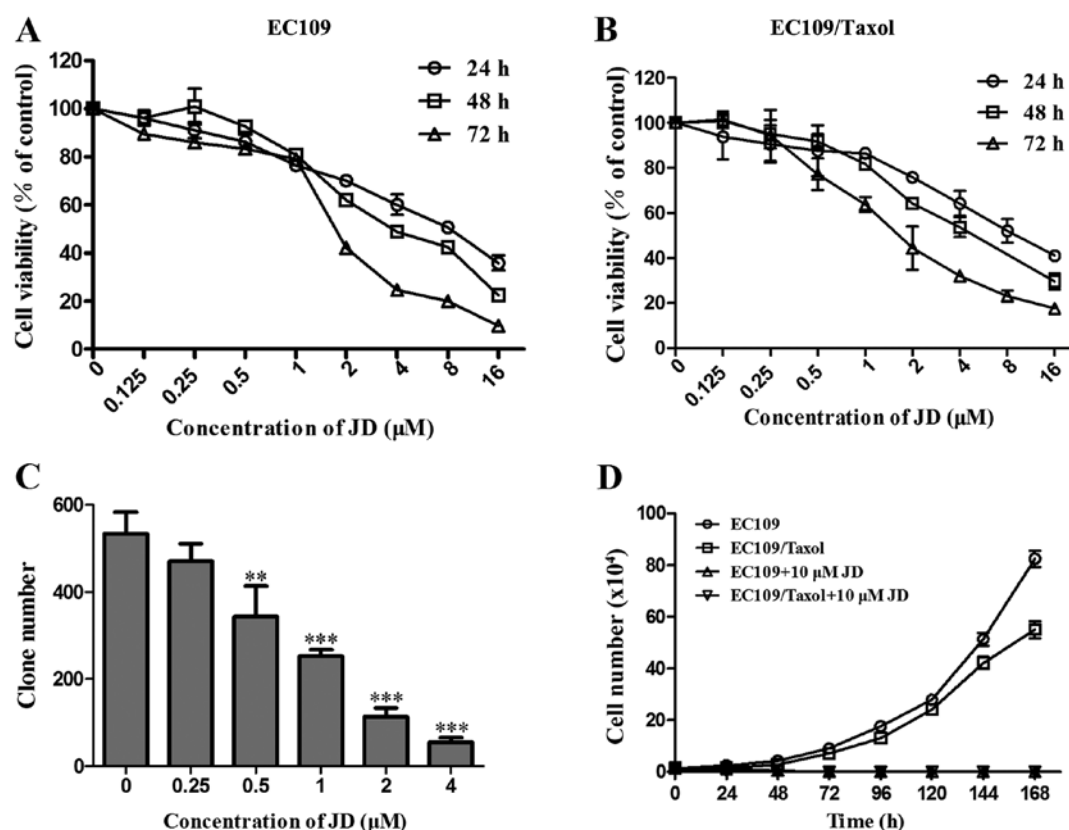 A
EC109
Cell viability (% of control)
120
100
80
60
40
20
0
24 h
48 h
72 h
0
0.125
0.25
0.5
1
2
4
8
16
Concentration of JD (μM)
B
EC109/Taxol
Cell viability (% of control)
120
100
80
60
40
20
0
24 h
48 h
72 h
0
0.125
0.25
0.5
1
2
4
8
16
Concentration of JD (μM)
C
Clone number
600
400
200
0
**
***
***
***
0
0.25
0.5
1
2
4
Concentration of JD (μM)
D
Cell number (x10⁴)
100
80
60
40
20
0
EC109
EC109/Taxol
EC109+10 μM JD
EC109/Taxol+10 μM JD
0
24
48
72
96
120
144
168
Time (h)